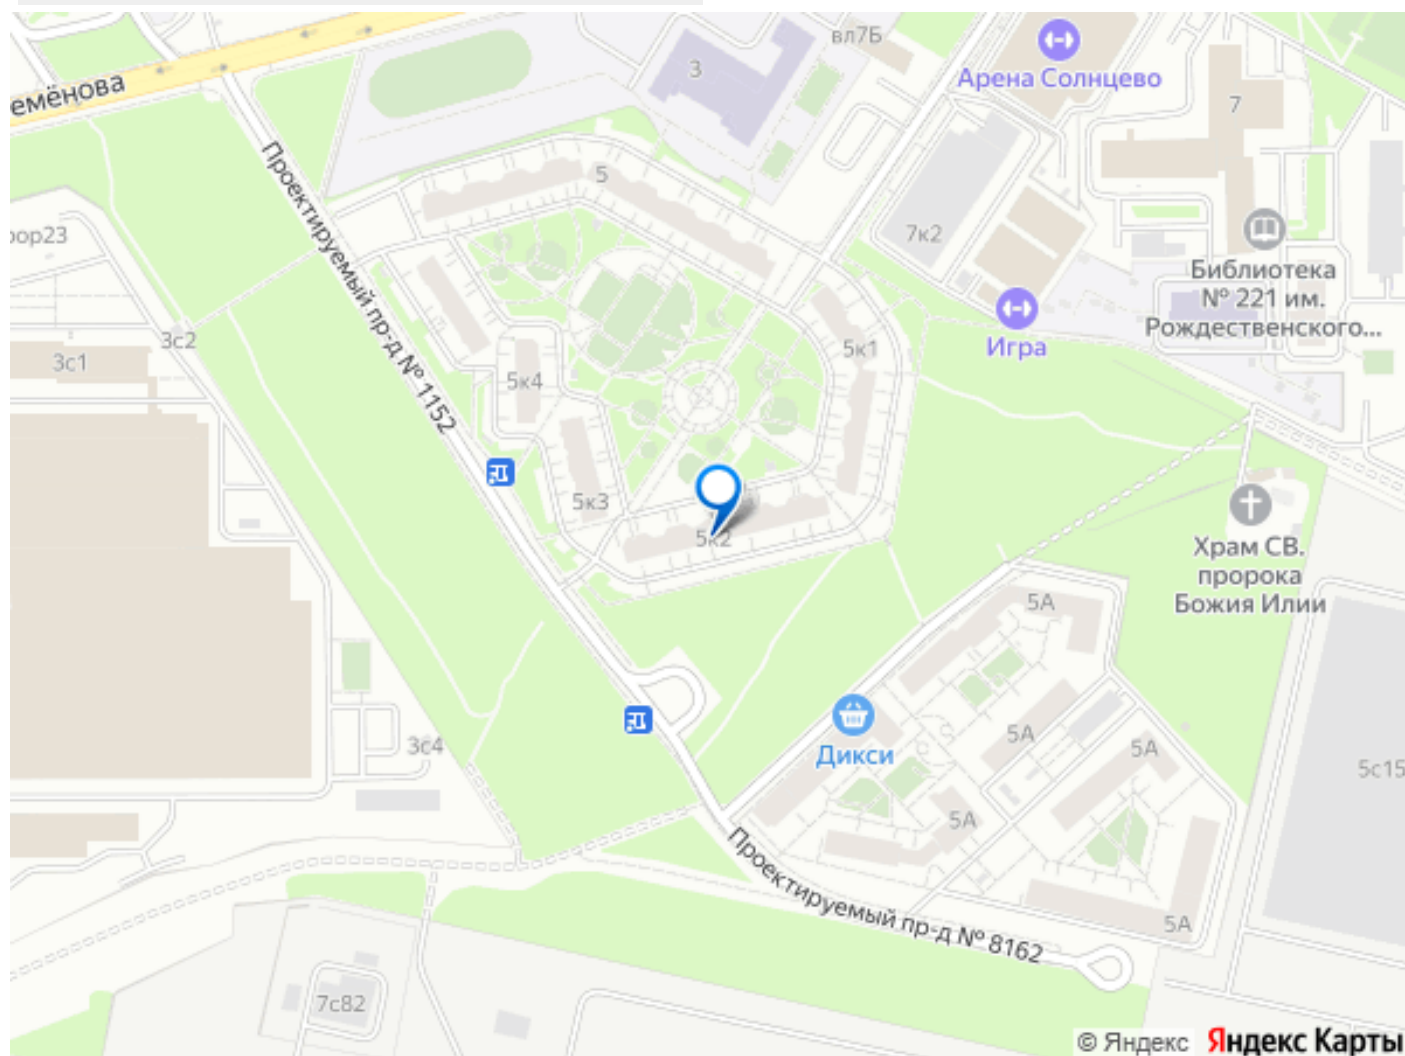 вл7Б
3
Арена Солнцево
7
емёнова
Проектируемый пр-д № 1152
5
ор23
7к2
Библиотека
№ 221 им.
Рождественского...
Игра
3с2
3с1
5к1
5к4
5к3
5к2
Храм СВ.
пророка
Божия Илии
5А
Дикси
5А
5А
3с4
5с15
5А
Проектируемый пр-д № 8162
5А
7с82
© Яндекс Яндекс Карты